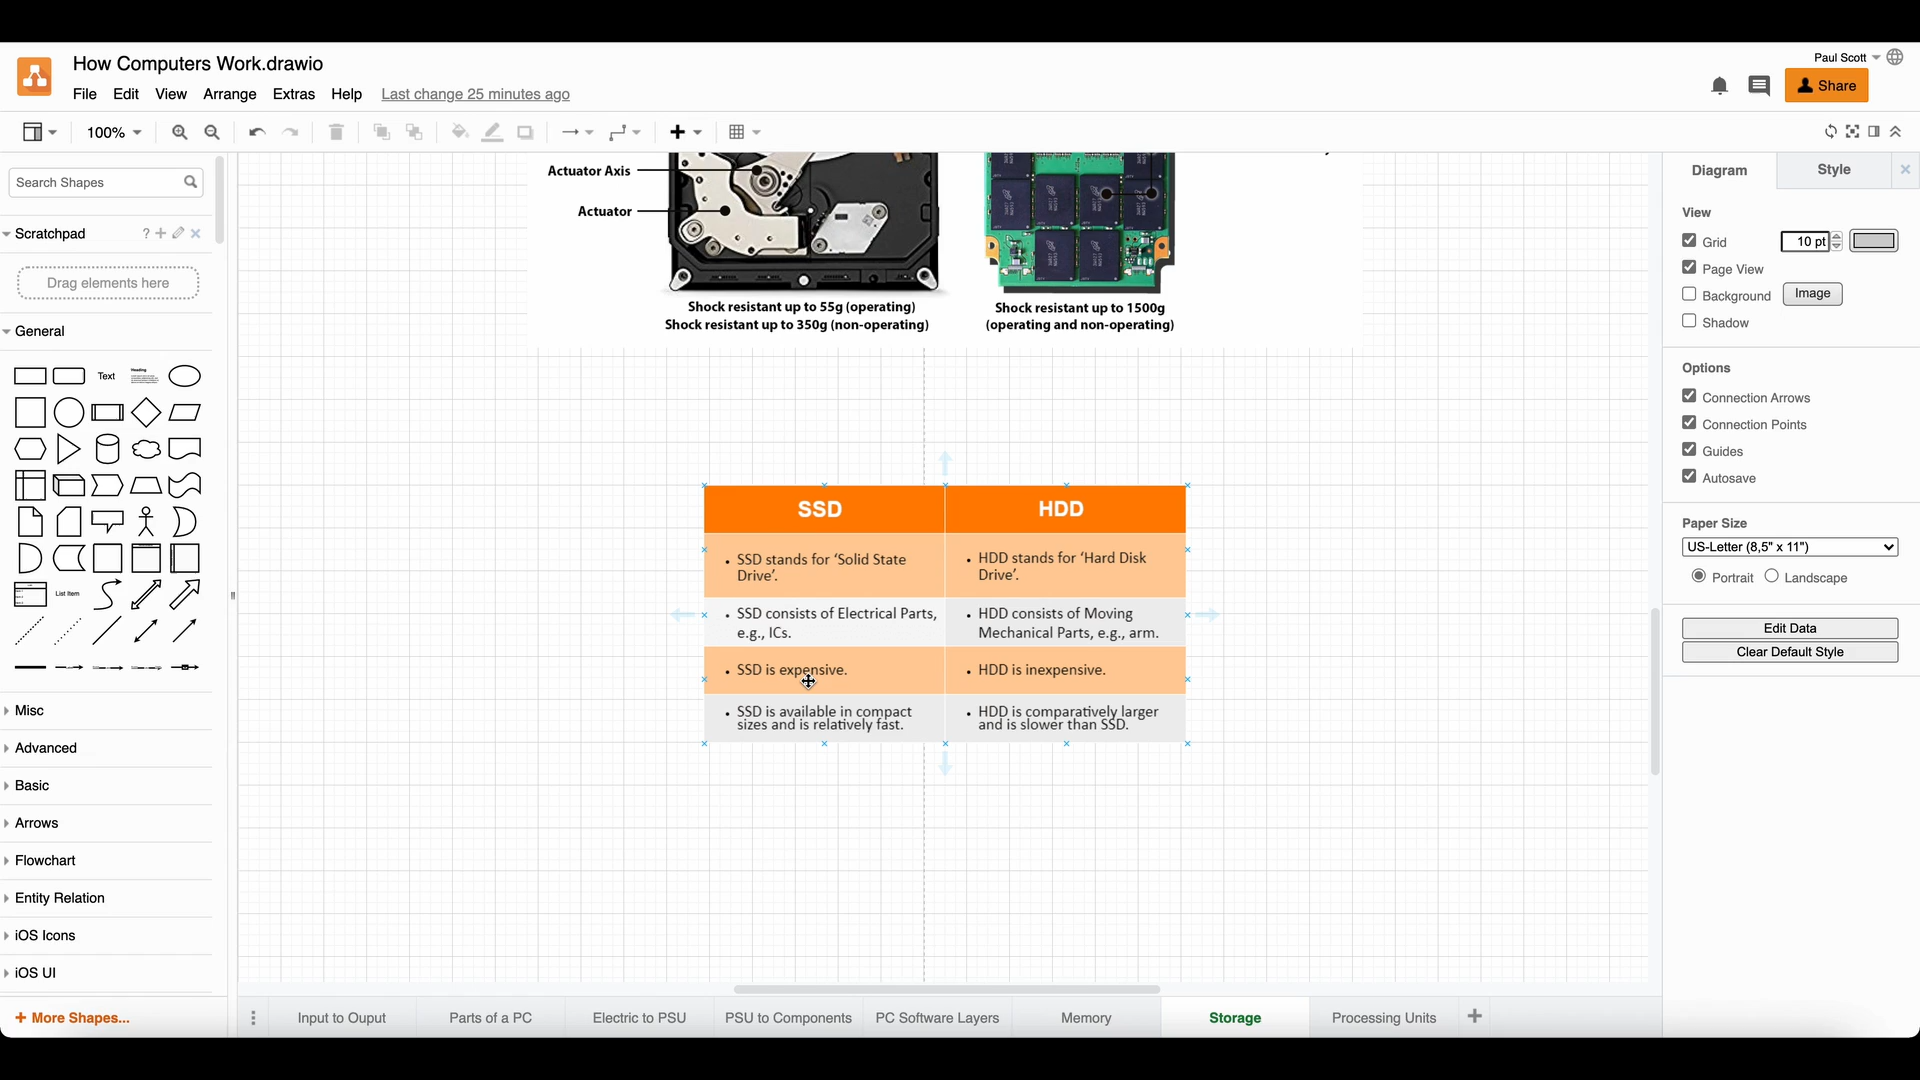 How Computers Work.drawio
Paul Scott
File Edit View Arrange Extras Help Last change 25 minutes ago
Share
100%
Search Shapes
Scratchpad
?
Drag elements here
General
Text
Heading
List Item
Misc
Advanced
Basic
Arrows
Flowchart
Entity Relation
iOS Icons
iOS UI
+ More Shapes...
Actuator Axis
Actuator
Shock resistant up to 55g (operating)
Shock resistant up to 350g (non-operating)
Shock resistant up to 1500g
(operating and non-operating)
SSD HDD
• SSD stands for ‘Solid State
Drive’.
• HDD stands for ‘Hard Disk
Drive’.
• SSD consists of Electrical Parts,
e.g., ICs.
• HDD consists of Moving
Mechanical Parts, e.g., arm.
• SSD is expensive.
• HDD is inexpensive.
• SSD is available in compact
sizes and is relatively fast.
• HDD is comparatively larger
and is slower than SSD.
Diagram Style
View
Grid 10 pt
Page View
Background Image
Shadow
Options
Connection Arrows
Connection Points
Guides
Autosave
Paper Size
US-Letter (8,5" x 11")
Portrait Landscape
Edit Data
Clear Default Style
Input to Ouput Parts of a PC Electric to PSU PSU to Components PC Software Layers Memory Storage Processing Units